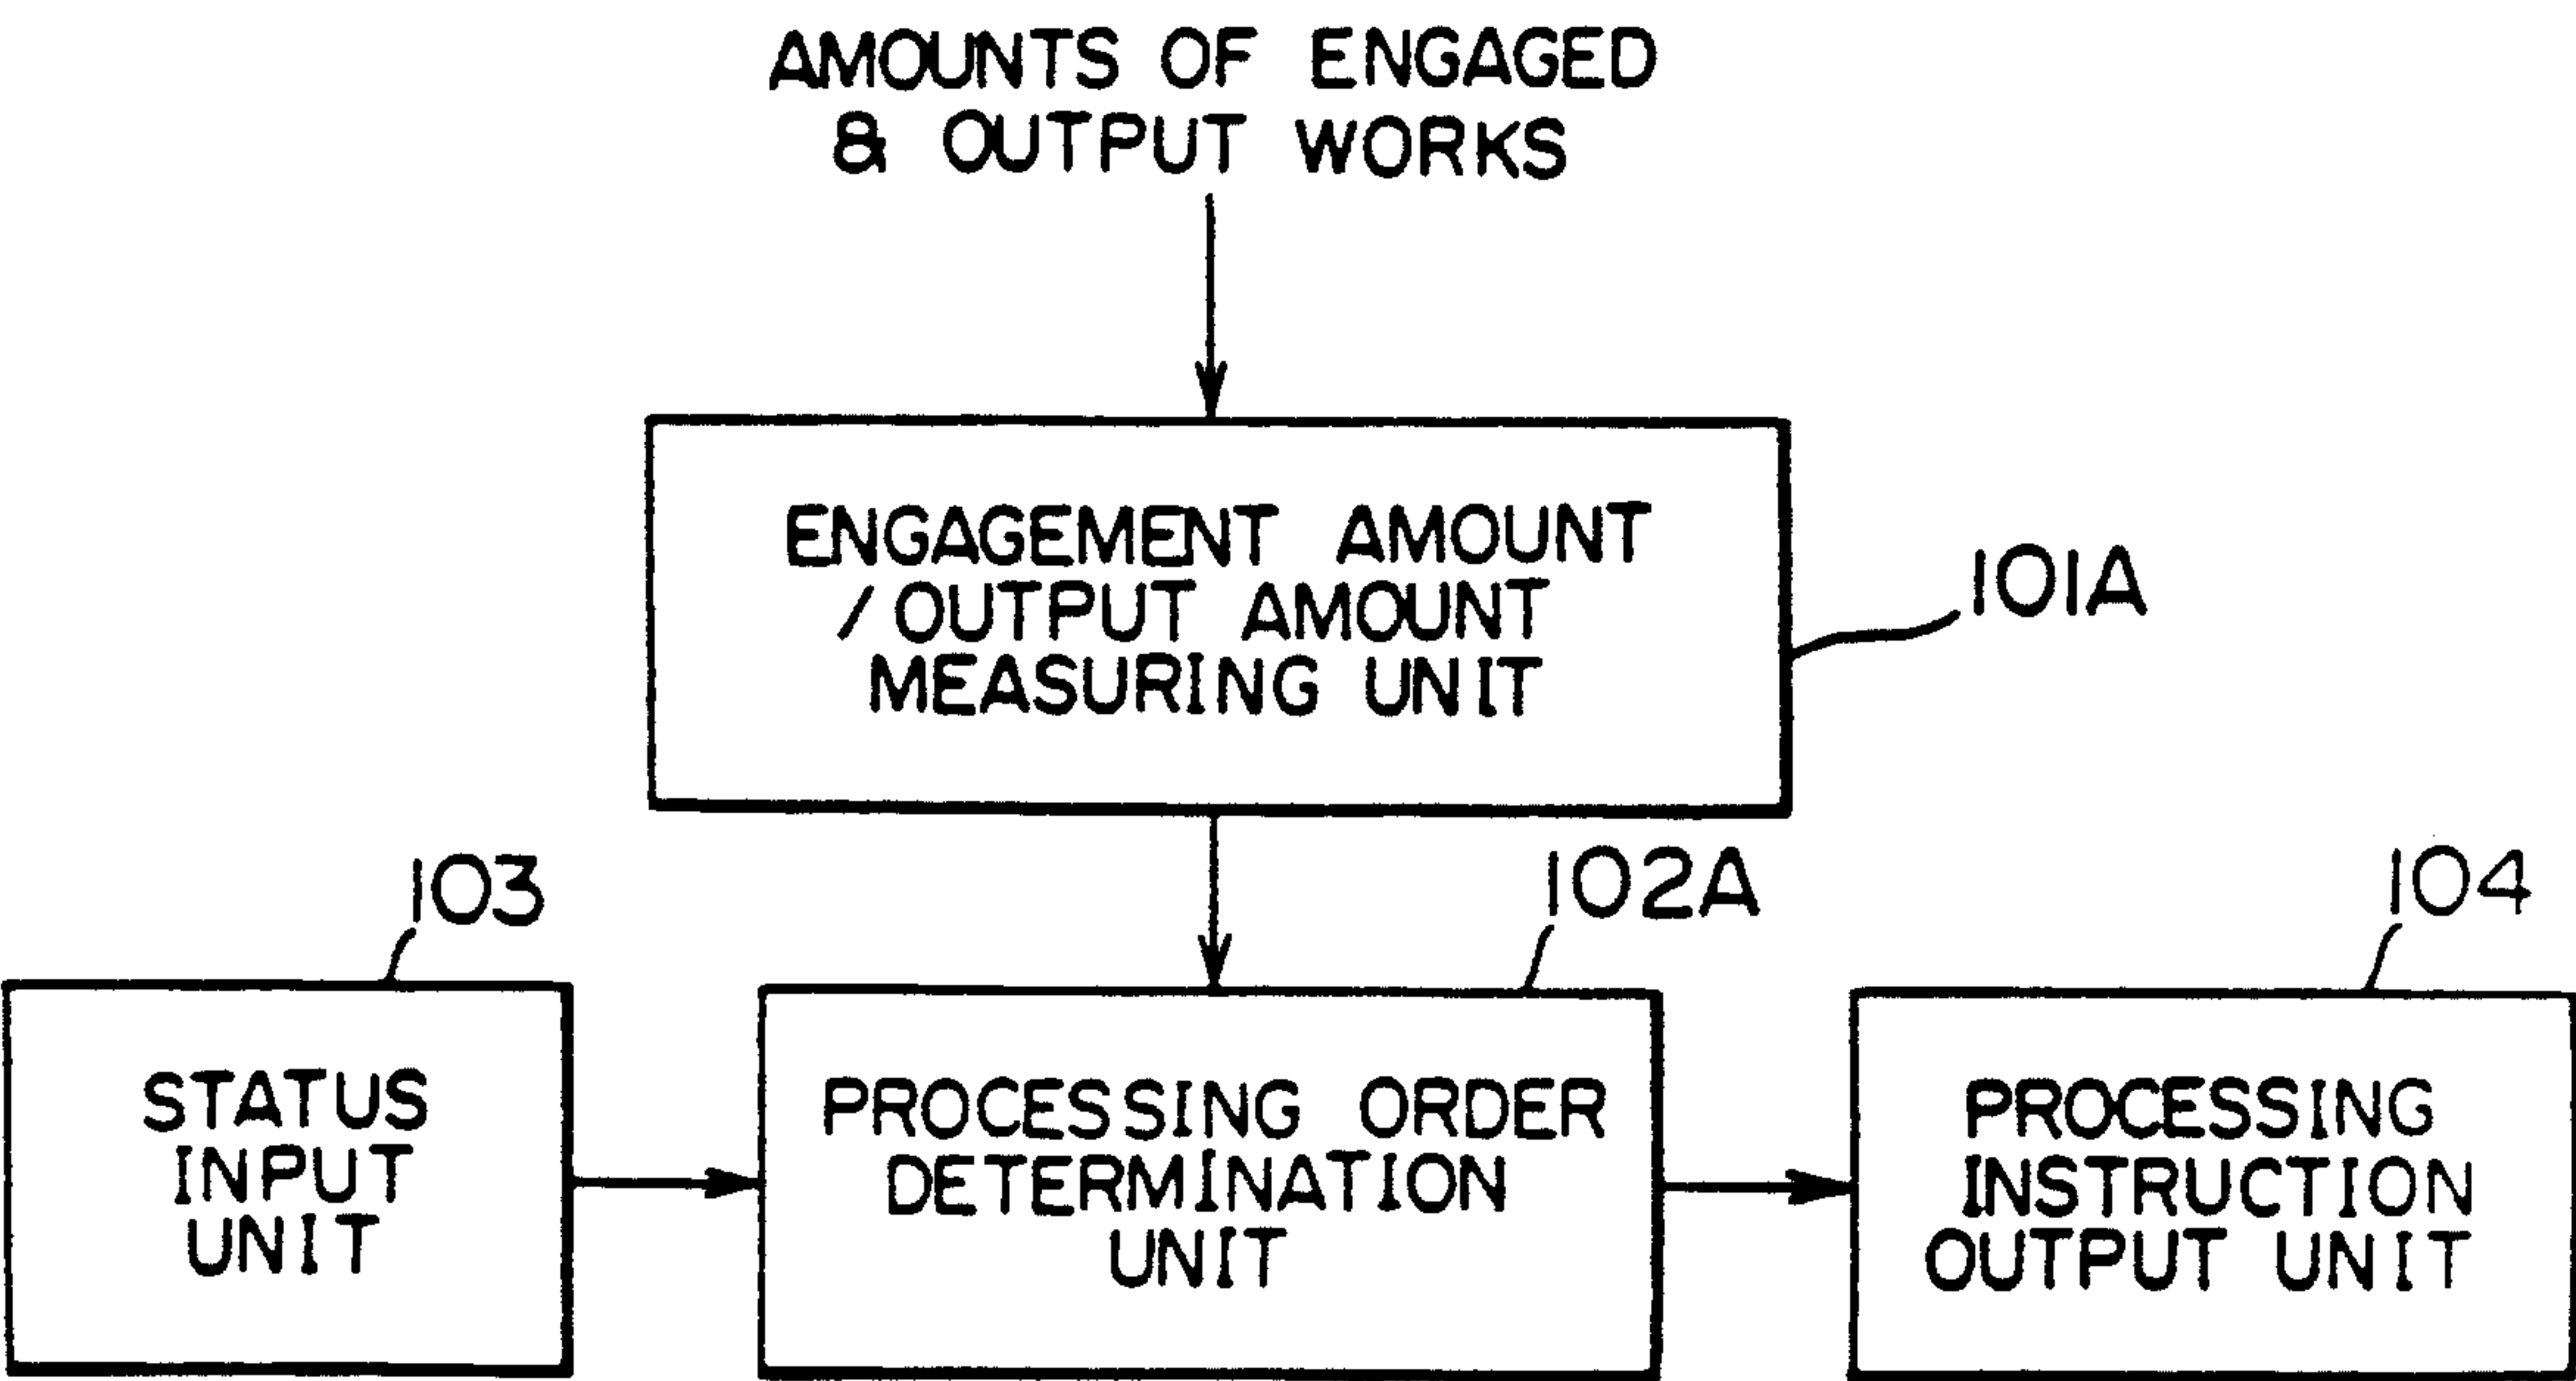 AMOUNTS OF ENGAGED
& OUTPUT WORKS
ENGAGEMENT AMOUNT
/OUTPUT AMOUNT
MEASURING UNIT
101A
103
102A
104
STATUS
INPUT
UNIT
PROCESSING ORDER
DETERMINATION
UNIT
PROCESSING
INSTRUCTION
OUTPUT UNIT